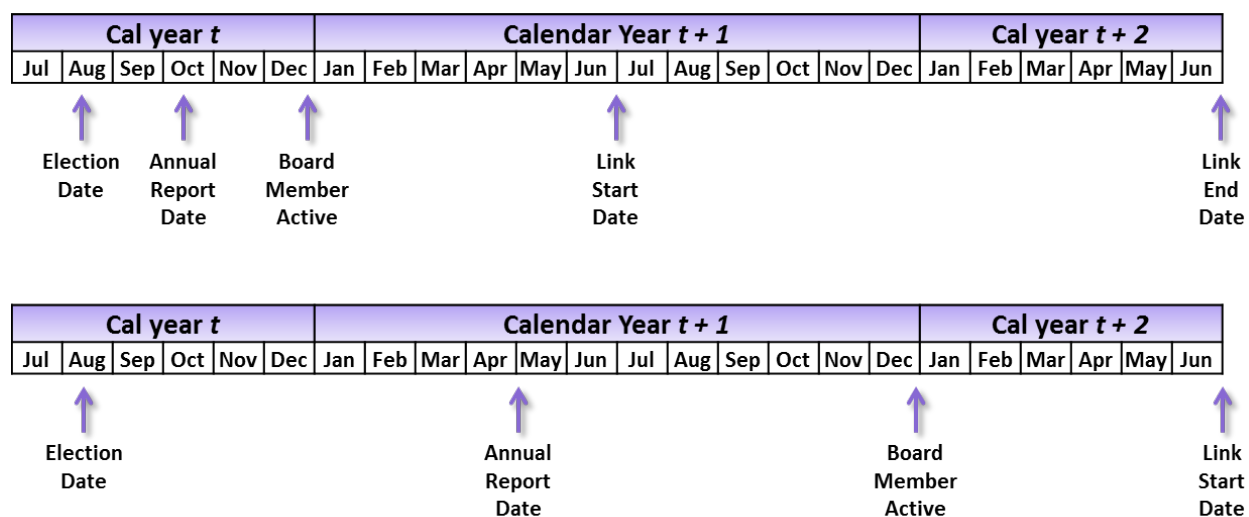 Cal year t Calendar Year t + 1 Cal year t + 2
Jul Aug Sep Oct Nov Dec Jan Feb Mar Apr May Jun Jul Aug Sep Oct Nov Dec Jan Feb Mar Apr May Jun
Election Annual Board Link Link
Date Report Member Start End
Date Active Date Date
Cal year t Calendar Year t + 1 Cal year t + 2
Jul Aug Sep Oct Nov Dec Jan Feb Mar Apr May Jun Jul Aug Sep Oct Nov Dec Jan Feb Mar Apr May Jun
Election Annual Board Link
Date Report Member Start
Date Active Date